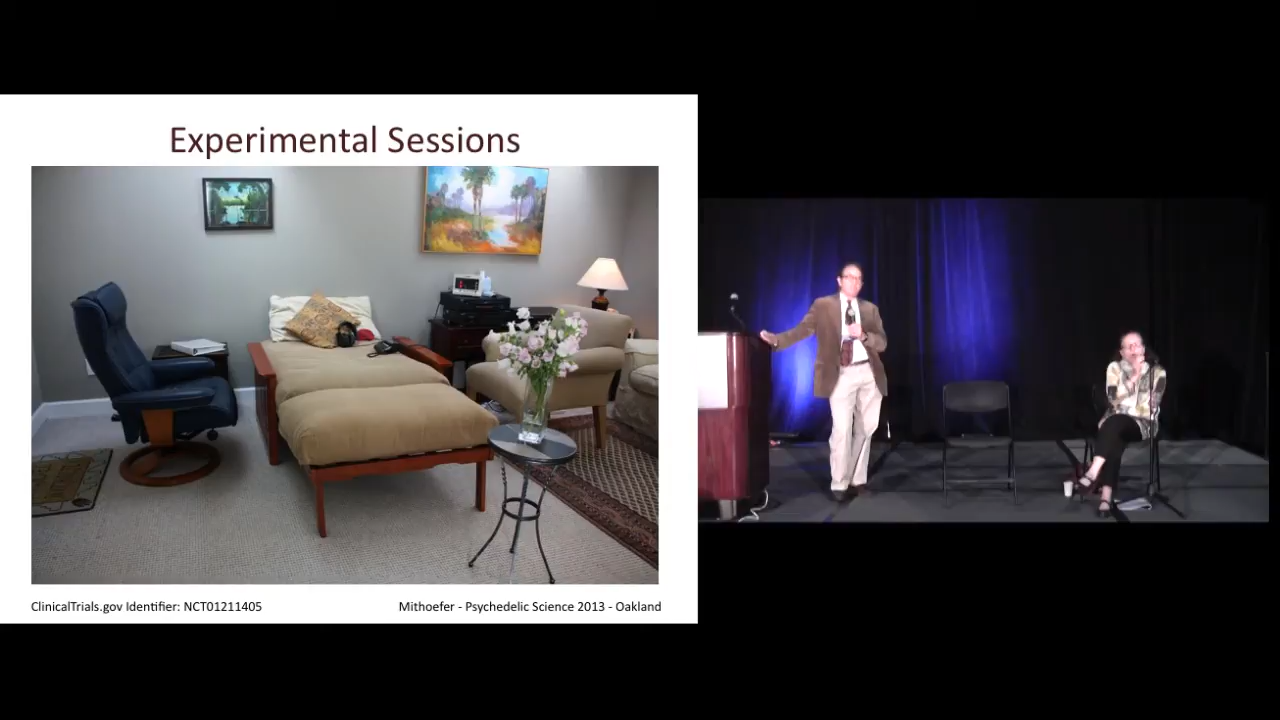 Experimental Sessions
ClinicalTrials.gov Identifier: NCT01211405
Mithoefer - Psychedelic Science 2013 - Oakland